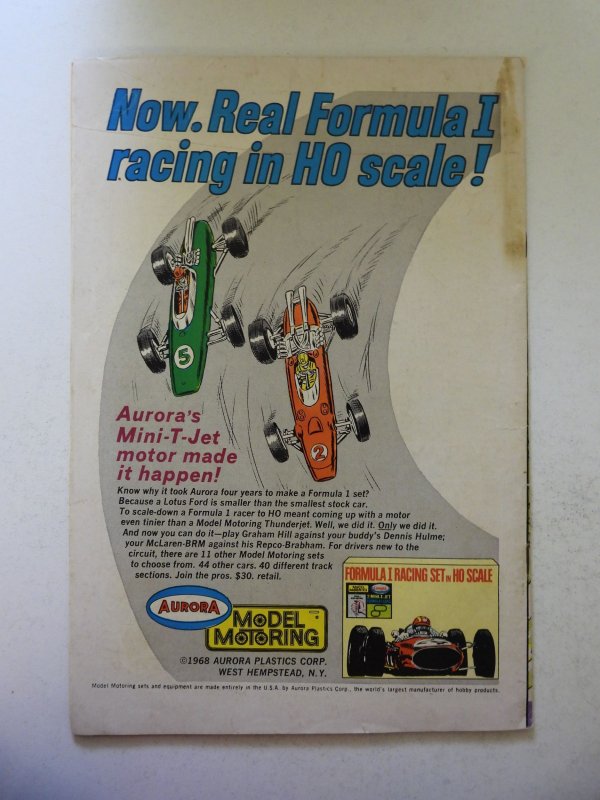 Now. Real Formula I
racing in HO scale!
5
2
Aurora's
Mini-T-Jet
motor made
it happen!
Know why it took Aurora four years to make a Formula 1 set?
Because a Lotus Ford is smaller than the smallest stock car.
To scale-down a Formula 1 racer to HO meant coming up with a motor
even tinier than a Model Motoring Thunderjet. Well, we did it. Only we did it.
And now you can do it—play Graham Hill against your buddy's Dennis Hulme;
your McLaren-BRM against his Repco-Brabham. For drivers new to the
circuit, there are 11 other Model Motoring sets
to choose from. 44 other cars. 40 different track
sections. Join the pros. $30. retail.
FORMULA I RACING SET IN HO SCALE
AURORA
MODEL
MOTORING
©1968 AURORA PLASTICS CORP.
WEST HEMPSTEAD, N.Y.
Model Motoring sets and equipment are made entirely in the U.S.A. by Aurora Plastics Corp., the world's largest manufacturer of hobby products.